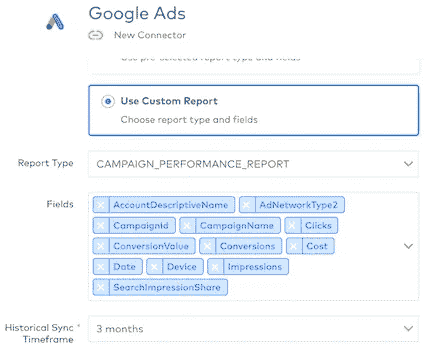 Google Ads
New Connector
Use pre-selected report type and fields
Use Custom Report
Choose report type and fields
Report Type
CAMPAIGN_PERFORMANCE_REPORT
Fields
AccountDescriptiveName AdNetworkType2
CampaignId CampaignName Clicks
ConversionValue Conversions Cost
Date Device Impressions
SearchImpressionShare
Historical Sync *
Timeframe
3 months